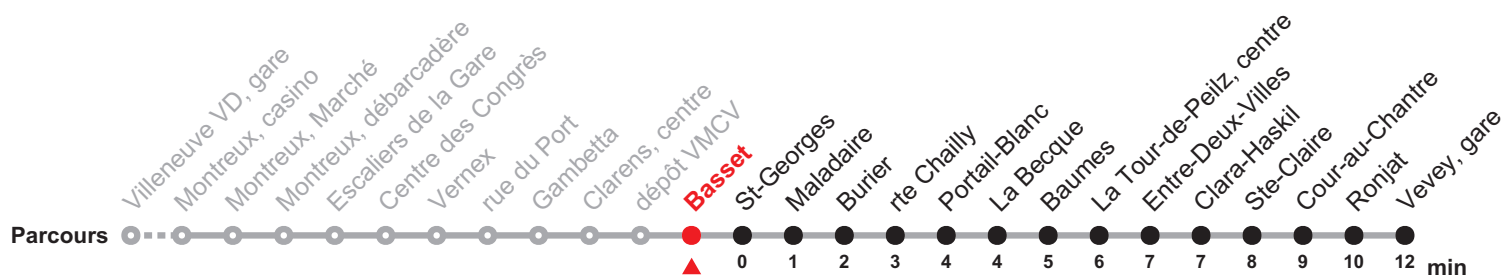 Villeneuve VD, gare
Montreux, casino
Montreux, Marché
Montreux, débarcadère
Escaliers de la Gare
Centre des Congrès
Vernex
rue du Port
Gambetta
Clarens, centre
dépôt VMCV
Basset
St-Georges
Maladaire
Burier
rte Chailly
Portail-Blanc
La Becque
Baumes
La Tour-de-Peilz, centre
Entre-Deux-Villes
Clara-Haskil
Ste-Claire
Cour-au-Chantre
Ronjat
Vevey, gare
Parcours
0 1 2 3 4 4 5 6 7 7 8 9 10 12 min